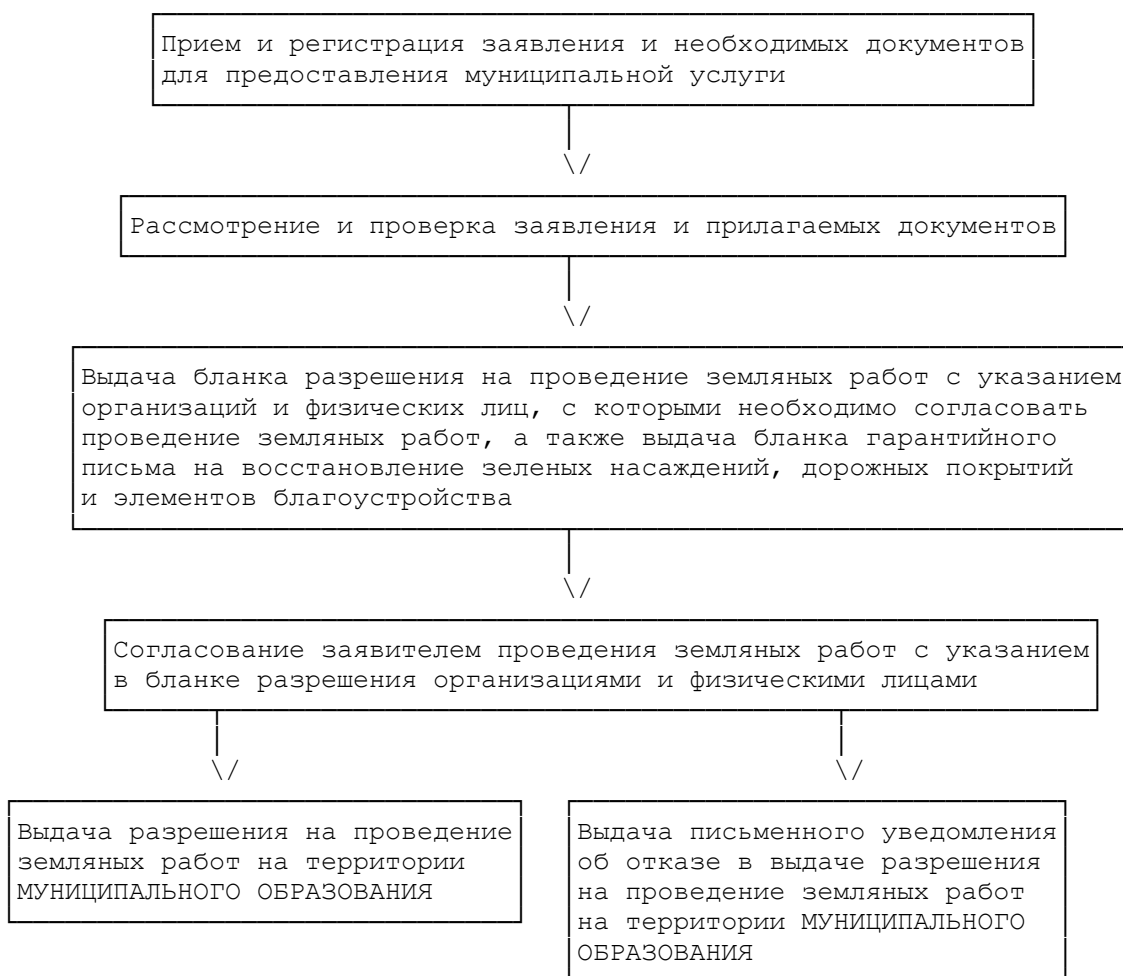 Прием и регистрация заявления и необходимых документов
для предоставления муниципальной услуги
\/
Рассмотрение и проверка заявления и прилагаемых документов
\/
Выдача бланка разрешения на проведение земляных работ с указанием
организаций и физических лиц, с которыми необходимо согласовать
проведение земляных работ, а также выдача бланка гарантийного
письма на восстановление зеленых насаждений, дорожных покрытий
и элементов благоустройства
\/
Согласование заявителем проведения земляных работ с указанием
в бланке разрешения организациями и физическими лицами
\/ \/
Выдача разрешения на проведение
земляных работ на территории
МУНИЦИПАЛЬНОГО ОБРАЗОВАНИЯ
Выдача письменного уведомления
об отказе в выдаче разрешения
на проведение земляных работ
на территории МУНИЦИПАЛЬНОГО
ОБРАЗОВАНИЯ